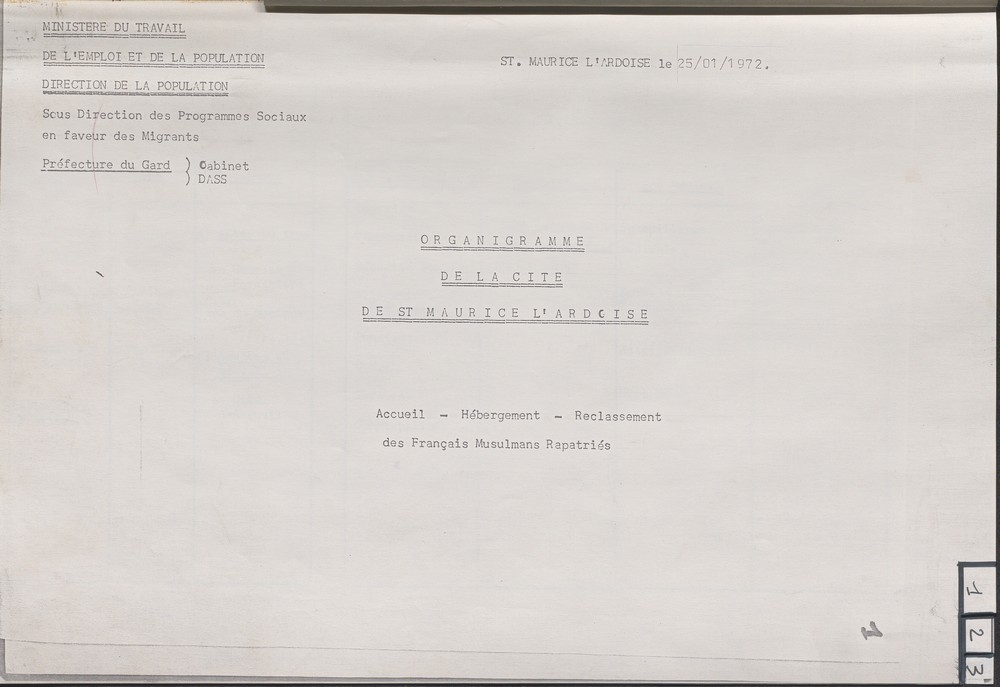 MINISTERE DU TRAVAIL
DE L'EMPLOI ET DE LA POPULATION
DIRECTION DE LA POPULATION
Sous Direction des Programmes Sociaux
en faveur des Migrants
Préfecture du Gard ) Cabinet
) DASS
ST. MAURICE L'ARDOISE le 25/01/1972.
ORGANIGRAMME
DE LA CITE
DE ST MAURICE L'ARDOISE
Accueil - Hébergement - Reclassement
des Français Musulmans Rapatriés
1
1
2
3